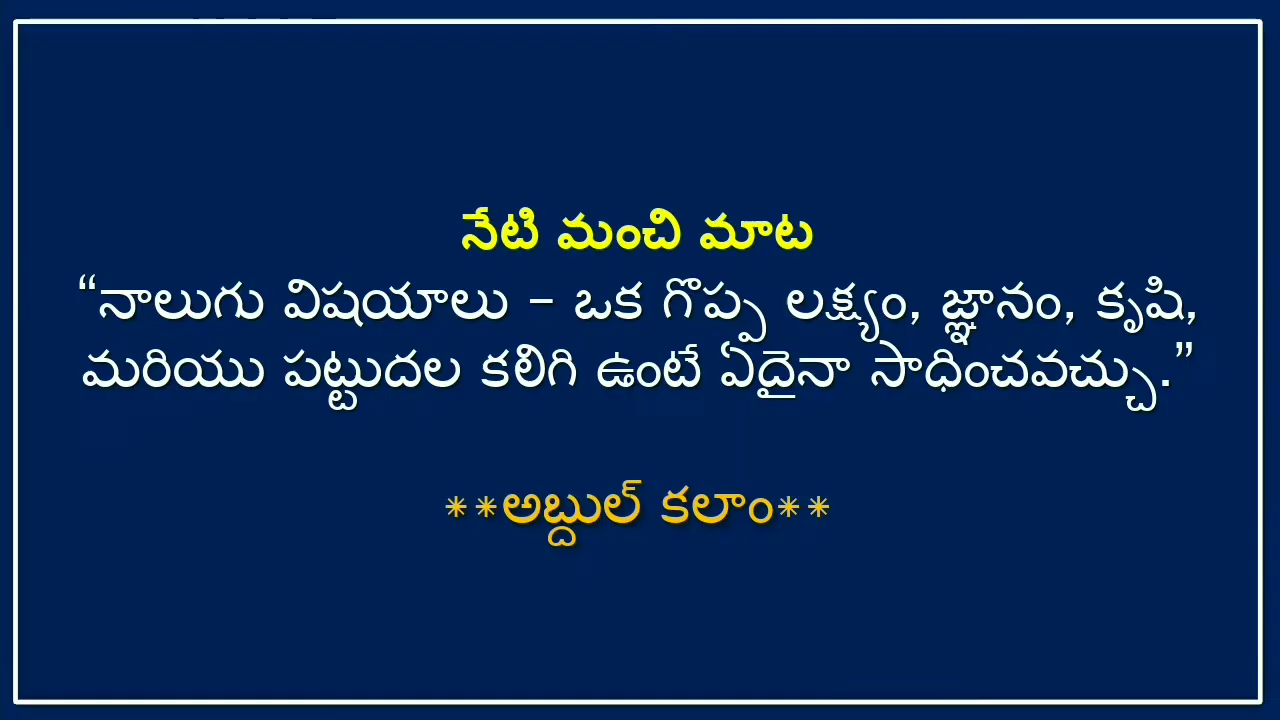 నేటి మంచి మాట
“నాలుగు విషయాలు – ఒక గొప్ప లక్ష్యం, జ్ఞానం, కృషి,
మరియు పట్టుదల కలిగి ఉంటే ఏదైనా సాధించవచ్చు.”
**అబ్దుల్ కలాం**